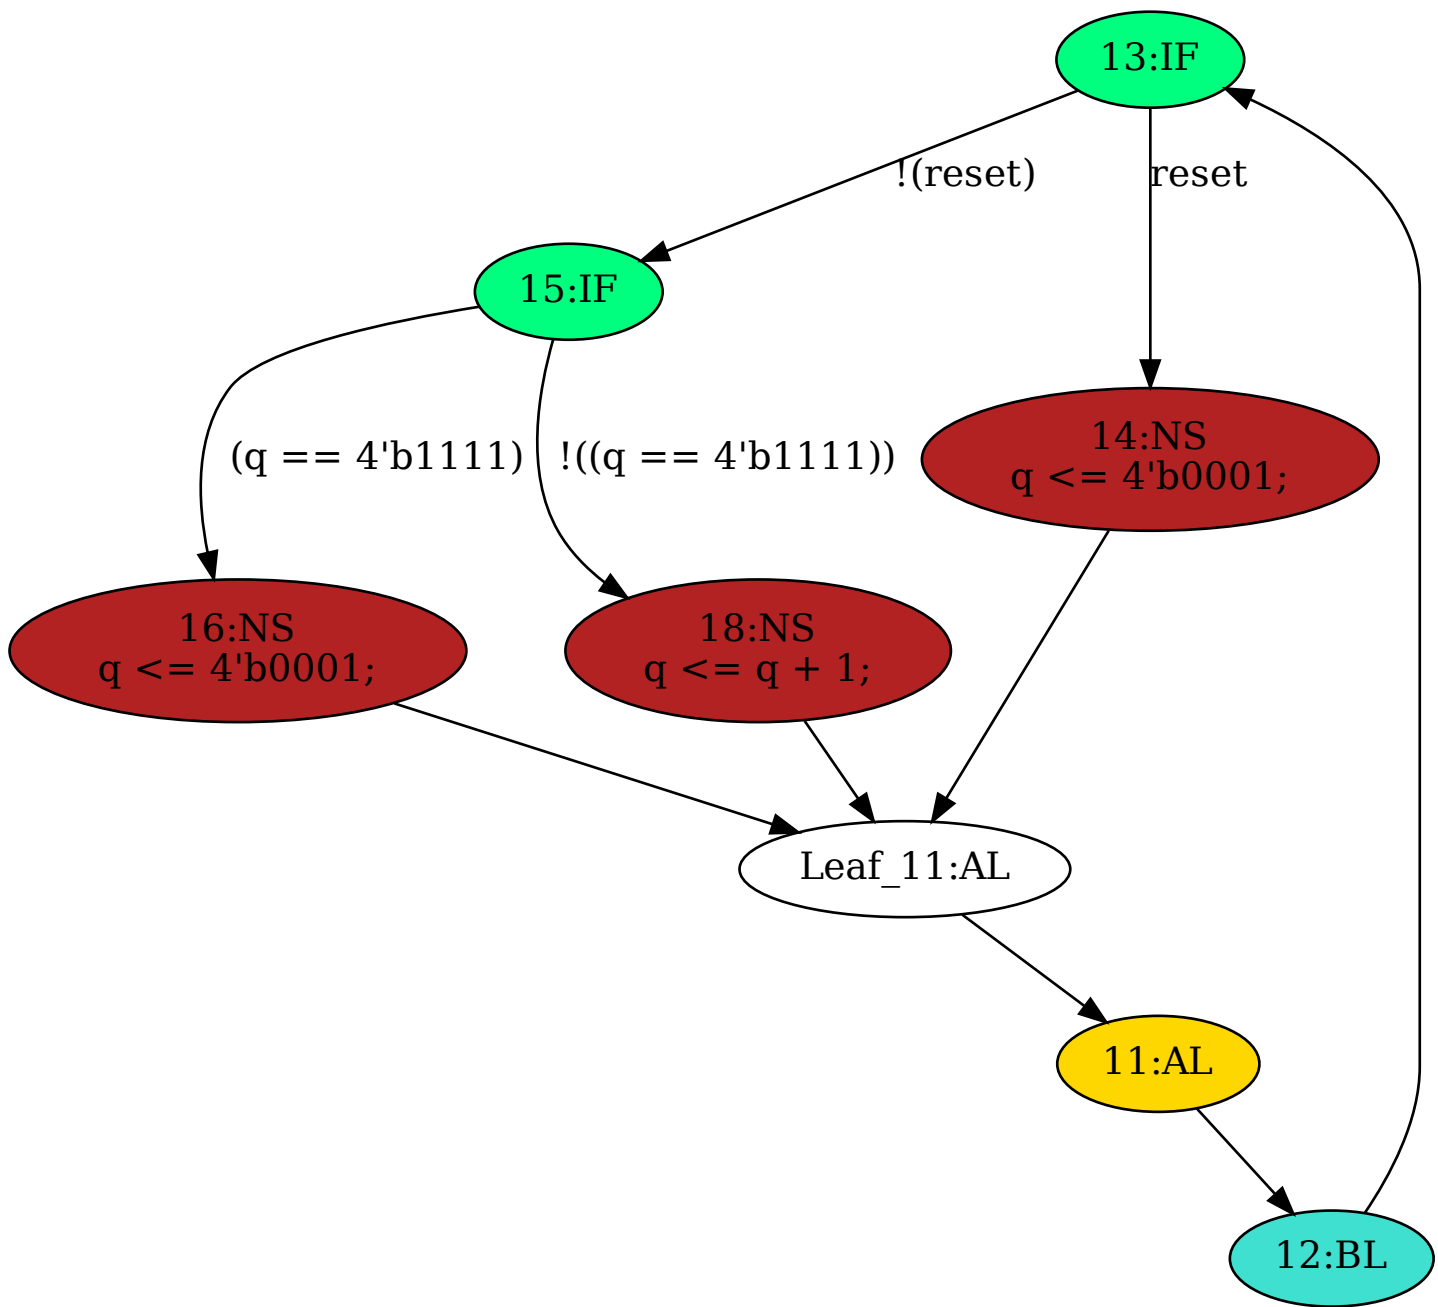 13:IF
!(reset)
reset
15:IF
(q == 4'b1111)
!((q == 4'b1111))
14:NS
q <= 4'b0001;
16:NS
q <= 4'b0001;
18:NS
q <= q + 1;
Leaf_11:AL
11:AL
12:BL